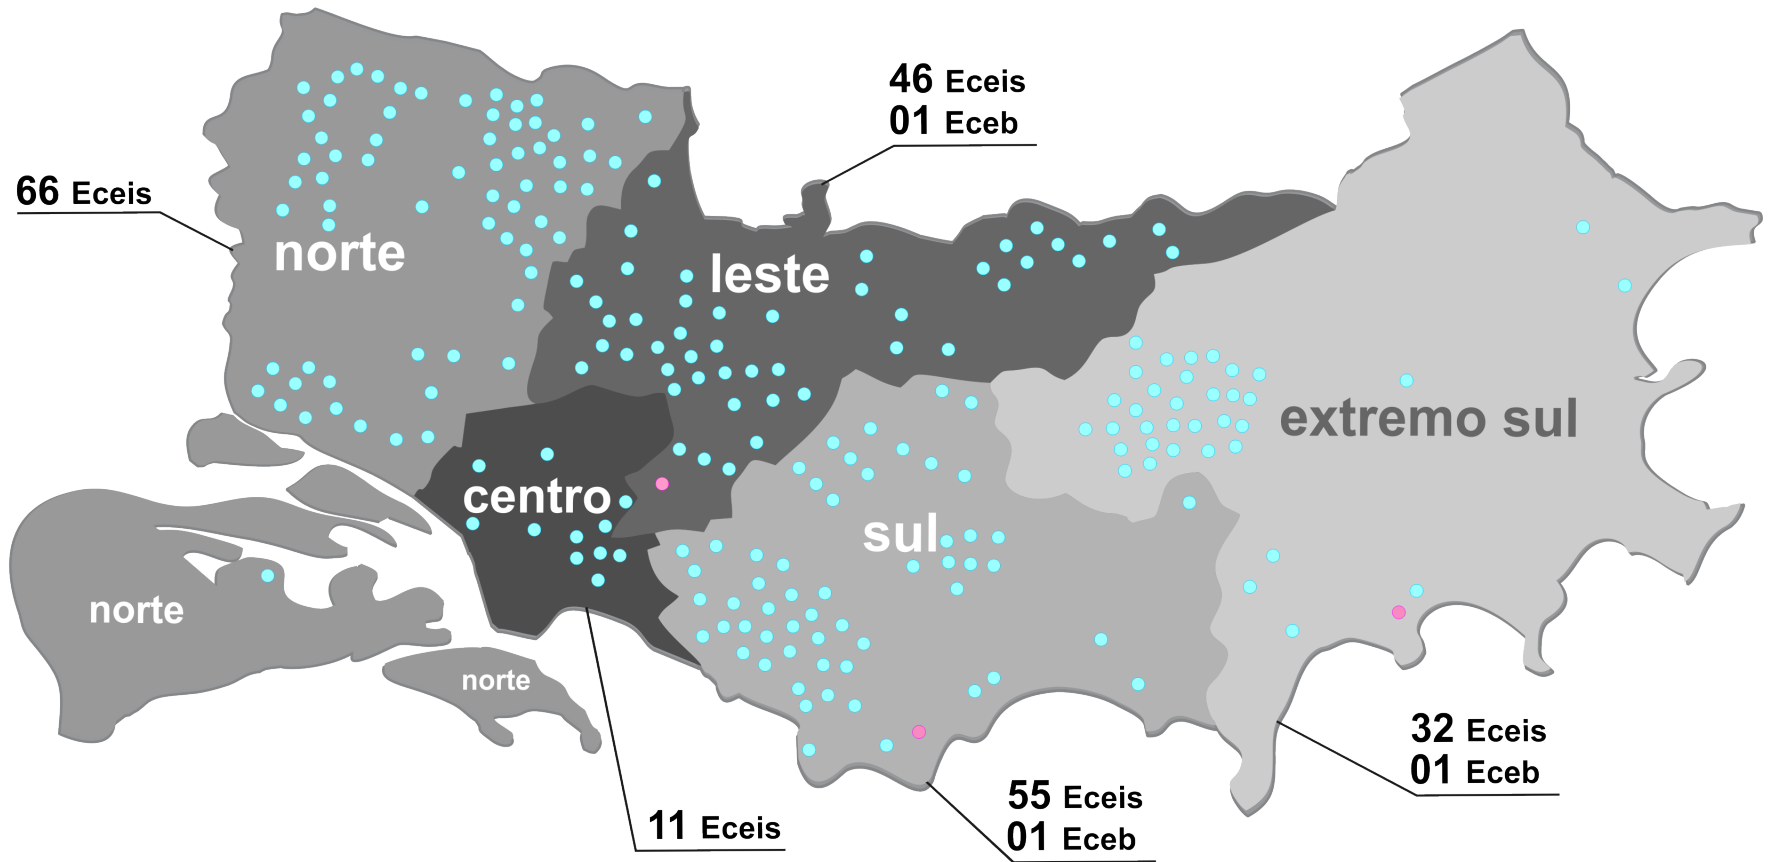 46 Eceis
01 Eceb
66 Eceis
norte
leste
extremo sul
centro
sul
norte
norte
32 Eceis
01 Eceb
55 Eceis
01 Eceb
11 Eceis